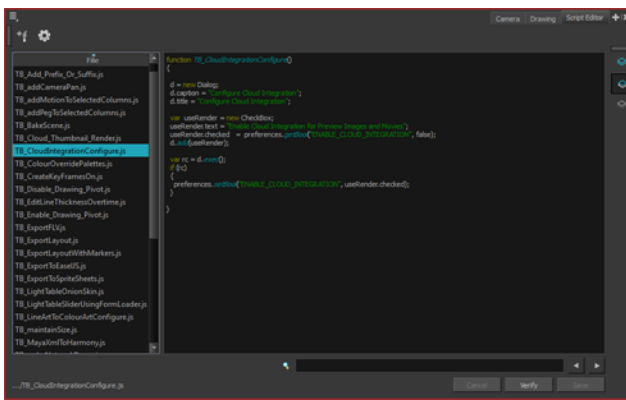 Camera Drawing Script Editor
File
TB_Add_Prefix_Or_Suffix.js
TB_addCameraPan.js
TB_addMotionToSelectedColumns.js
TB_addPegToSelectedColumns.js
TB_BakeScene.js
TB_Cloud_Thumbnail_Render.js
TB_CloudIntegrationConfigure.js
TB_ColourOverridePalettes.js
TB_CreateKeyFramesOn.js
TB_Disable_Drawing_Pivot.js
TB_EditLineThicknessOvertime.js
TB_Enable_Drawing_Pivot.js
TB_ExportFLV.js
TB_ExportLayout.js
TB_ExportLayoutWithMarkers.js
TB_ExportToEaselJS.js
TB_ExportToSpriteSheets.js
TB_LightTableOnionSkin.js
TB_LightTableSliderUsingFormLoader.js
TB_LineArtToColourArtConfigure.js
TB_maintainSize.js
TB_MayaXmlToHarmony.js
function TB_CloudIntegrationConfigure()
{
d = new Dialog;
d.caption = "Configure Cloud Integration";
d.title = "Configure Cloud Integration";
var useRender = new CheckBox;
useRender.text = "Enable Cloud Integration for Preview Images and Movies";
useRender.checked = preferences.getBool("ENABLE_CLOUD_INTEGRATION", false);
d.add(useRender);
var rc = d.exec();
if (rc)
{
preferences.setBool("ENABLE_CLOUD_INTEGRATION", useRender.checked);
}
}
.../TB_CloudIntegrationConfigure.js
Cancel Verify Save